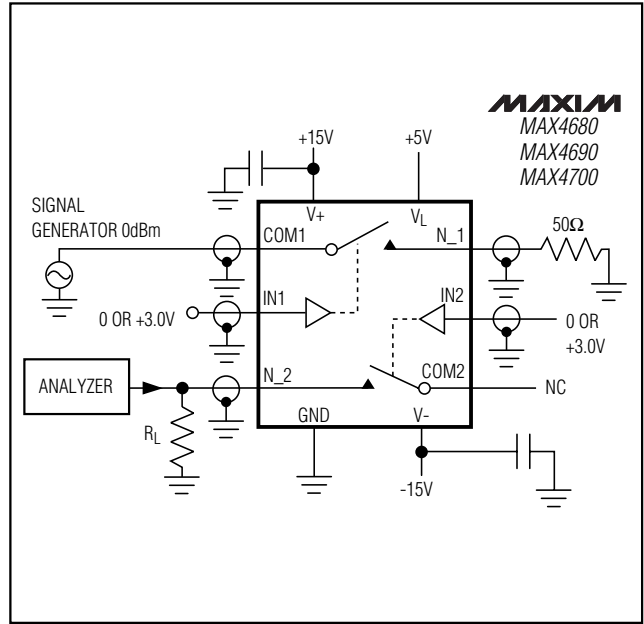 MAXIM
MAX4680
MAX4690
MAX4700
+15V
+5V
SIGNAL
GENERATOR 0dBm
V+
VL
COM1
N_1
50Ω
IN1
IN2
0 OR +3.0V
0 OR
+3.0V
ANALYZER
N_2
COM2
NC
RL
GND
V-
-15V